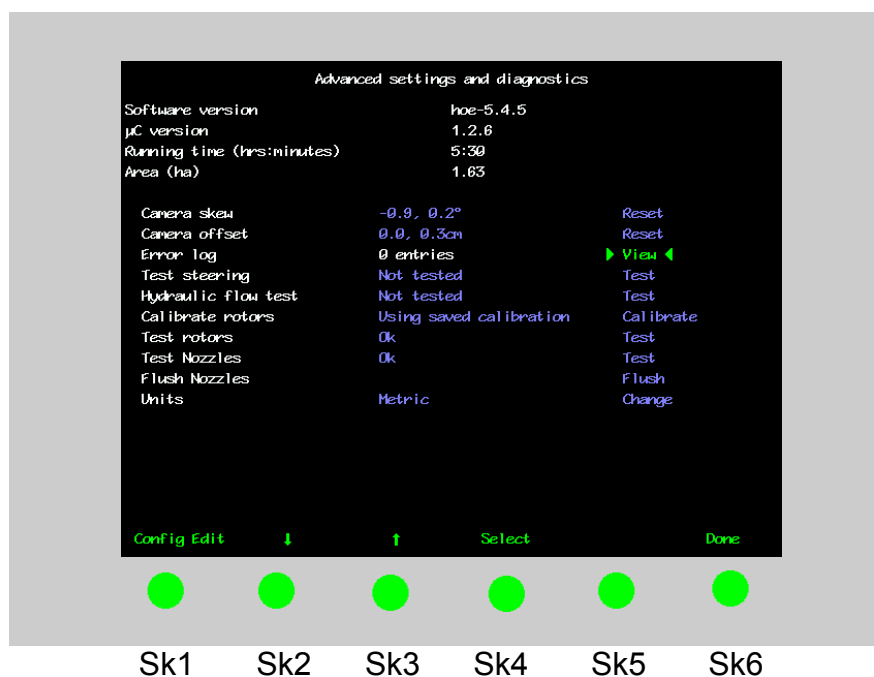 Advanced settings and diagnostics
Software version hoe-5.4.5
µC version 1.2.6
Running time (hrs:minutes) 5:30
Area (ha) 1.63
Camera skew -0.9, 0.2° Reset
Camera offset 0.0, 0.3cm Reset
Error log 0 entries View
Test steering Not tested Test
Hydraulic flow test Not tested Test
Calibrate rotors Using saved calibration Calibrate
Test rotors Ok Test
Test Nozzles Ok Test
Flush Nozzles Flush
Units Metric Change
Config Edit ↓ ↑ Select Done
Sk1 Sk2 Sk3 Sk4 Sk5 Sk6